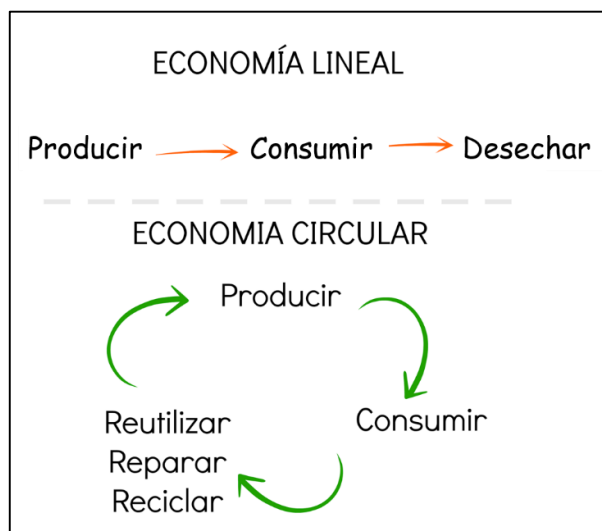 ECONOMÍA LINEAL
Producir Consumir Desechar
ECONOMIA CIRCULAR
Producir
Consumir
Reutilizar
Reparar
Reciclar